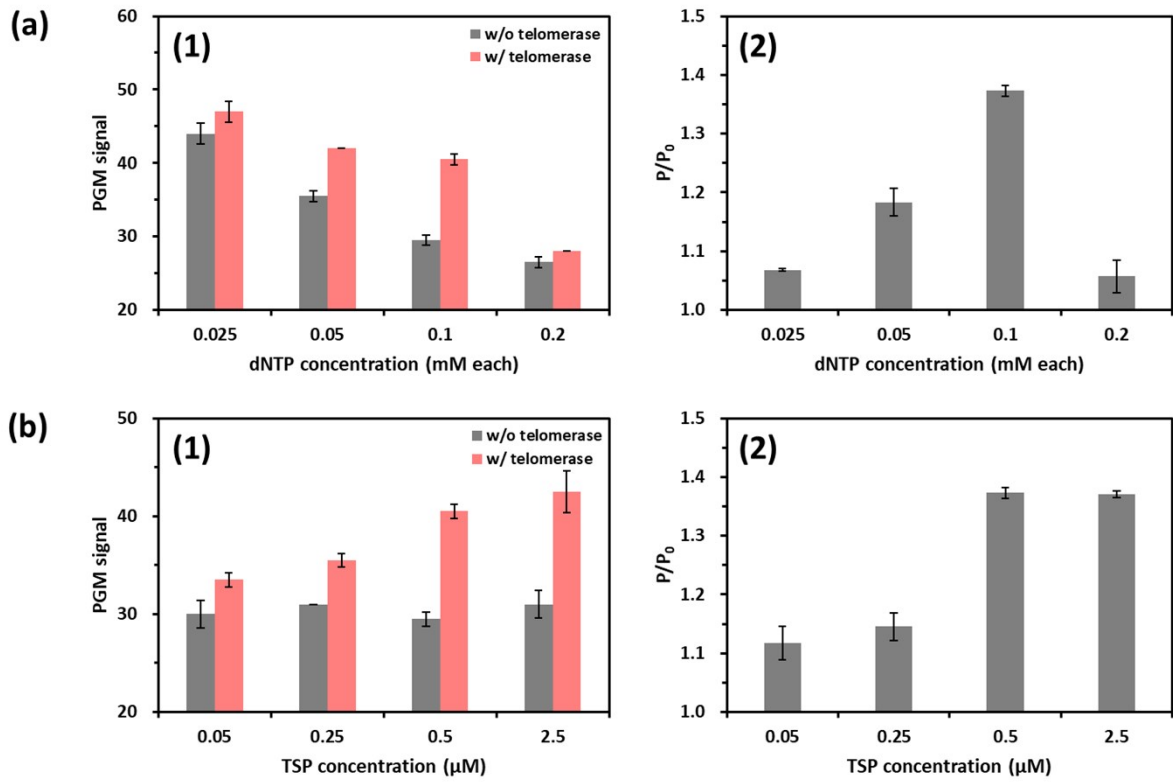 (a)
(1)
w/o telomerase
w/ telomerase
PGM signal
60
50
40
30
20
0.025 0.05 0.1 0.2
dNTP concentration (mM each)
(2)
P/P0
1.5
1.4
1.3
1.2
1.1
1.0
0.025 0.05 0.1 0.2
dNTP concentration (mM each)
(b)
(1)
w/o telomerase
w/ telomerase
PGM signal
50
40
30
20
0.05 0.25 0.5 2.5
TSP concentration (μM)
(2)
P/P0
1.5
1.4
1.3
1.2
1.1
1.0
0.05 0.25 0.5 2.5
TSP concentration (μM)